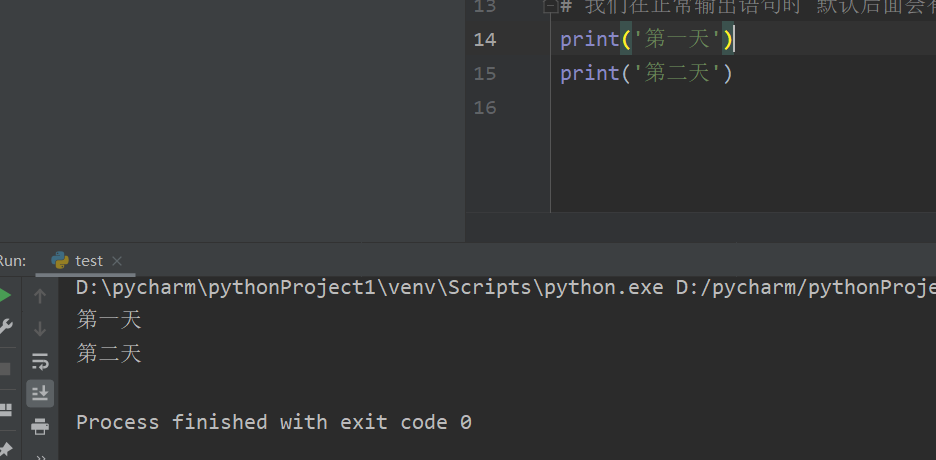 13 # 我们在正常输出语句时 默认后面会有
14 print('第一天')
15 print('第二天')
16
Run: test
D:\pycharm\pythonProject1\venv\Scripts\python.exe D:/pycharm/pythonProje
第一天
第二天
Process finished with exit code 0